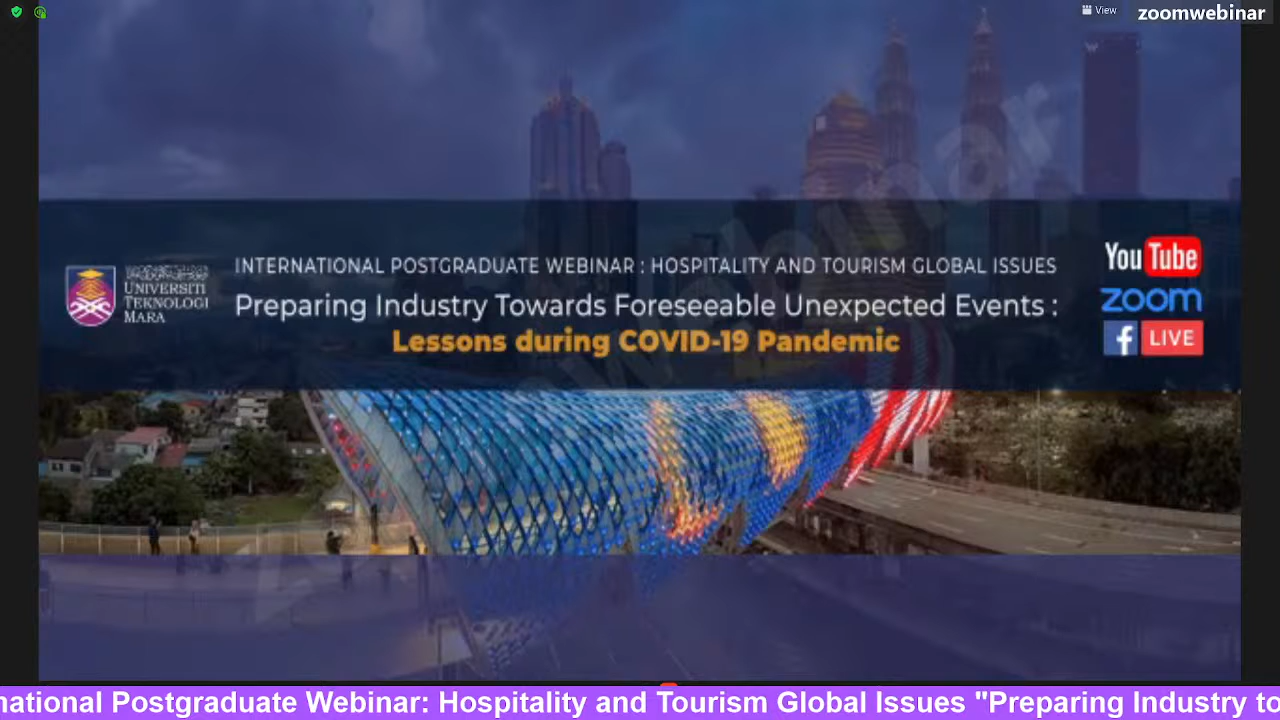 View
zoomwebinar
INTERNATIONAL POSTGRADUATE WEBINAR : HOSPITALITY AND TOURISM GLOBAL ISSUES
Preparing Industry Towards Foreseeable Unexpected Events :
Lessons during COVID-19 Pandemic
UNIVERSITI
TEKNOLOGI
MARA
YouTube
zoom
f LIVE
national Postgraduate Webinar: Hospitality and Tourism Global Issues "Preparing Industry to